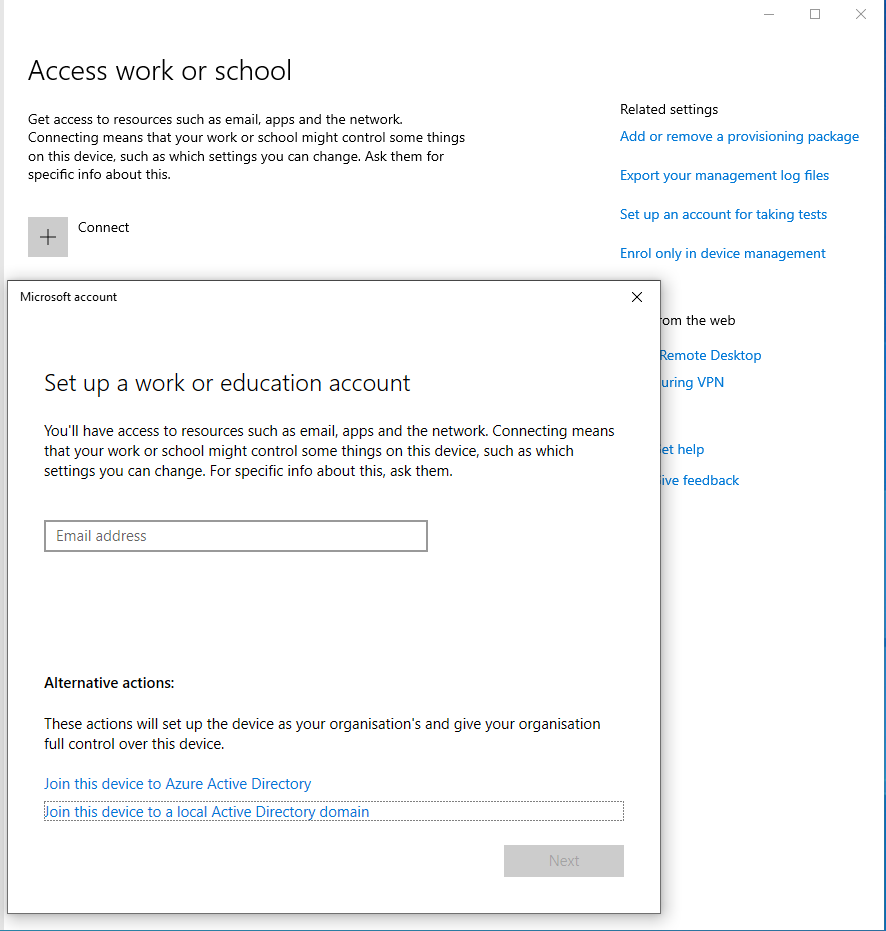 Access work or school
Get access to resources such as email, apps and the network.
Connecting means that your work or school might control some things
on this device, such as which settings you can change. Ask them for
specific info about this.
Connect
Related settings
Add or remove a provisioning package
Export your management log files
Set up an account for taking tests
Enrol only in device management
from the web
Remote Desktop
uring VPN
et help
ive feedback
Microsoft account
Set up a work or education account
You'll have access to resources such as email, apps and the network. Connecting means
that your work or school might control some things on this device, such as which
settings you can change. For specific info about this, ask them.
Email address
Alternative actions:
These actions will set up the device as your organisation's and give your organisation
full control over this device.
Join this device to Azure Active Directory
Join this device to a local Active Directory domain
Next